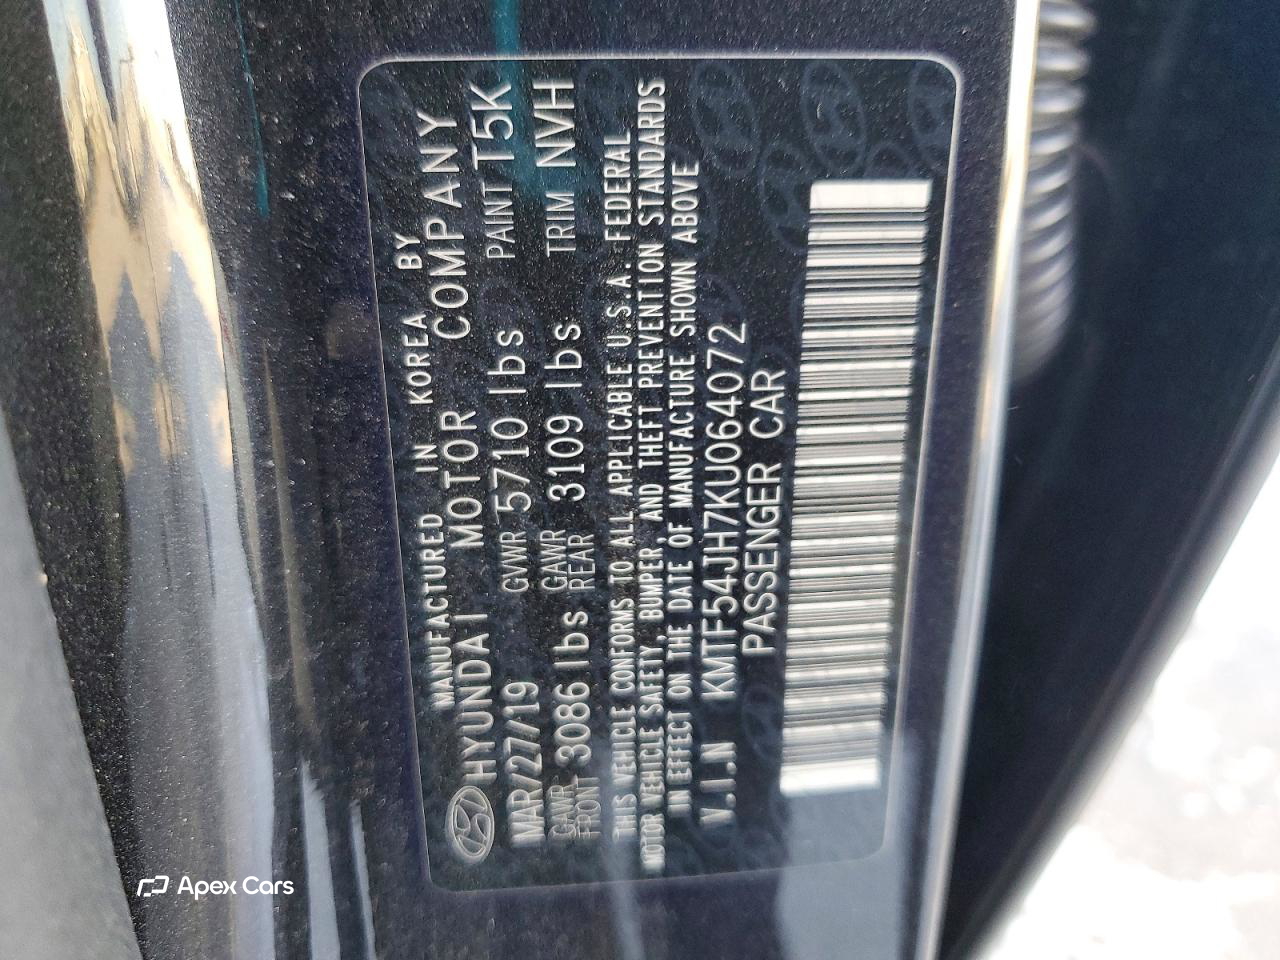 MANUFACTURED IN KOREA BY
HYUNDAI MOTOR COMPANY
MAR/27/19 GVWR 5710 lbs PAINT T5K
GAWR FRONT 3086 lbs GAWR REAR 3109 lbs TRIM NVH
THIS VEHICLE CONFORMS TO ALL APPLICABLE U.S.A. FEDERAL
MOTOR VEHICLE SAFETY, BUMPER, AND THEFT PREVENTION STANDARDS
IN EFFECT ON THE DATE OF MANUFACTURE SHOWN ABOVE
V.I.N KMTF54JH7KU064072
PASSENGER CAR
Apex Cars